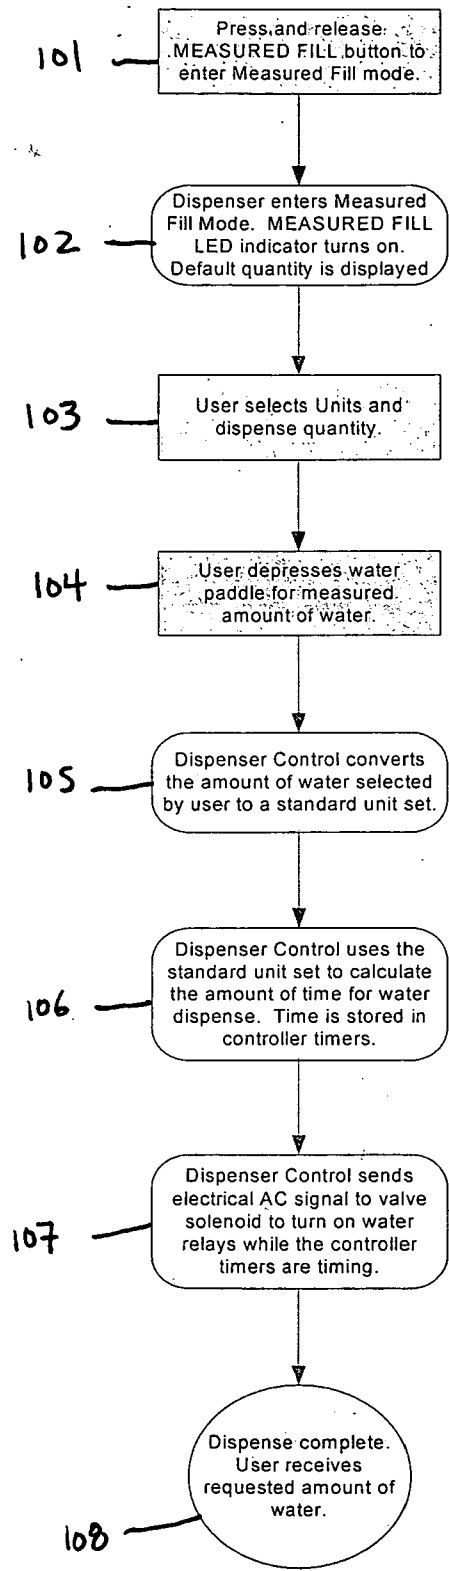 101
Press and release
MEASURED FILL button to
enter Measured Fill mode.
102
Dispenser enters Measured
Fill Mode. MEASURED FILL
LED indicator turns on.
Default quantity is displayed
103
User selects Units and
dispense quantity.
104
User depresses water
paddle for measured
amount of water.
105
Dispenser Control converts
the amount of water selected
by user to a standard unit set.
106
Dispenser Control uses the
standard unit set to calculate
the amount of time for water
dispense. Time is stored in
controller timers.
107
Dispenser Control sends
electrical AC signal to valve
solenoid to turn on water
relays while the controller
timers are timing.
108
Dispense complete.
User receives
requested amount of
water.